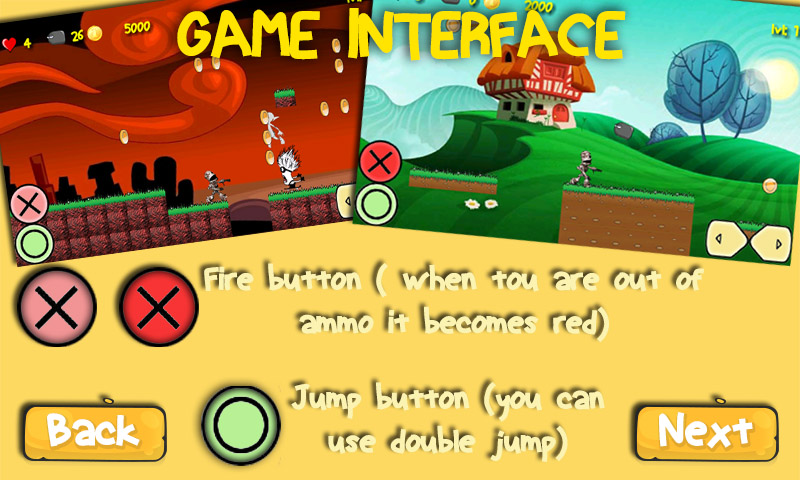 4 26 5000
2000
lvl: 7
GAME INTERFACE
Fire button ( when tou are out of
ammo it becomes red)
Jump button (you can
use double jump)
Back
Next